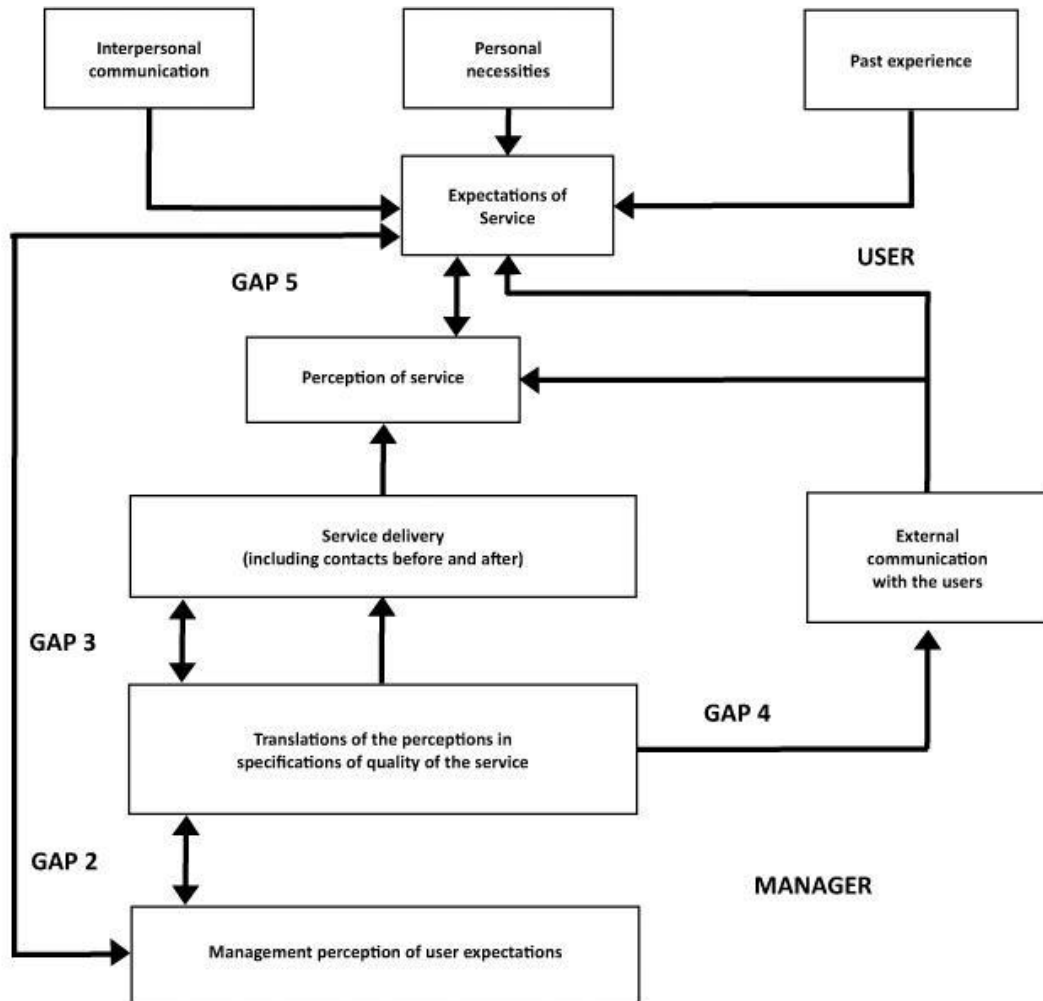 Interpersonal
communication
Personal
necessities
Past experience
Expectations of
Service
USER
GAP 5
Perception of service
Service delivery
(including contacts before and after)
External
communication
with the users
GAP 3
Translations of the perceptions in
specifications of quality of the service
GAP 4
GAP 2
MANAGER
Management perception of user expectations